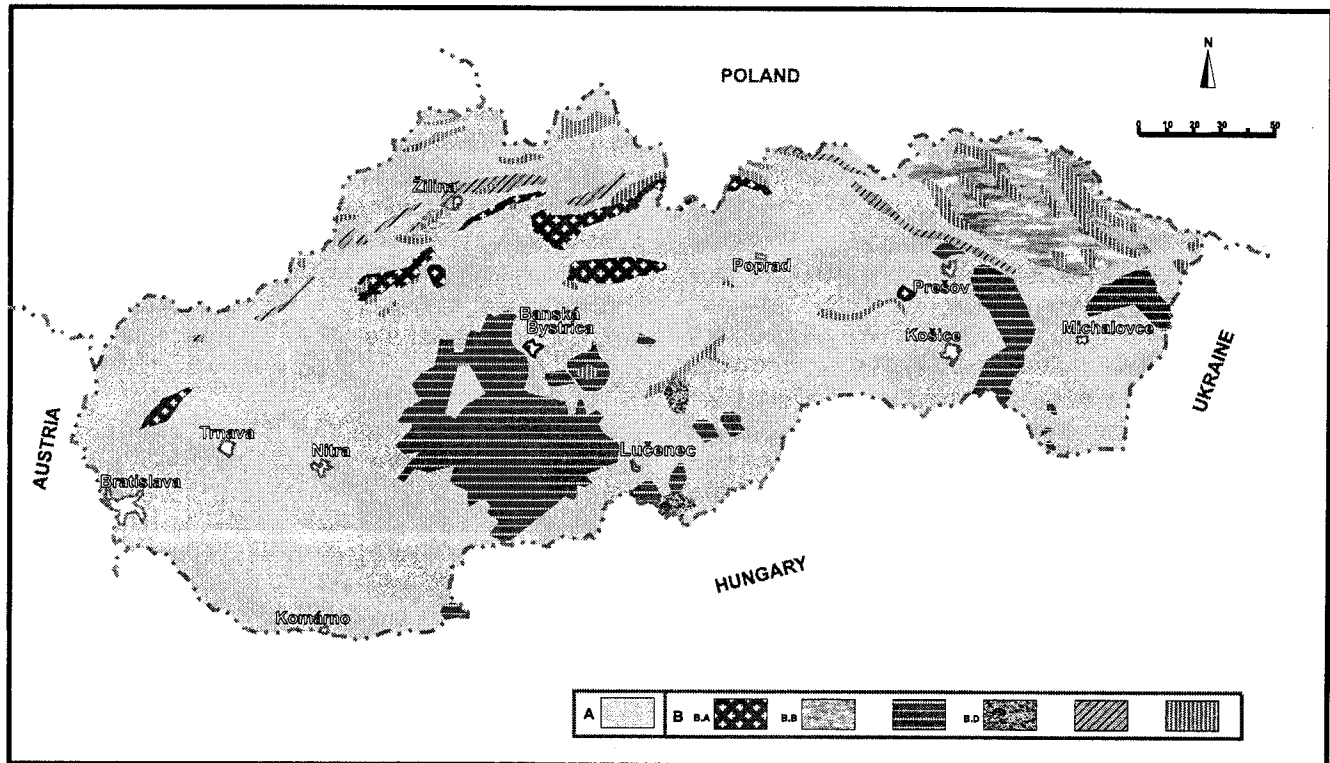 POLAND
N
0 10 20 30 50
Žilina
Poprad
Prešov
Banská
Bystrica
Košice
Michalovce
UKRAINE
AUSTRIA
Trnava
Nitra
Lučenec
Bratislava
HUNGARY
Komárno
A B B.A B.B B.D